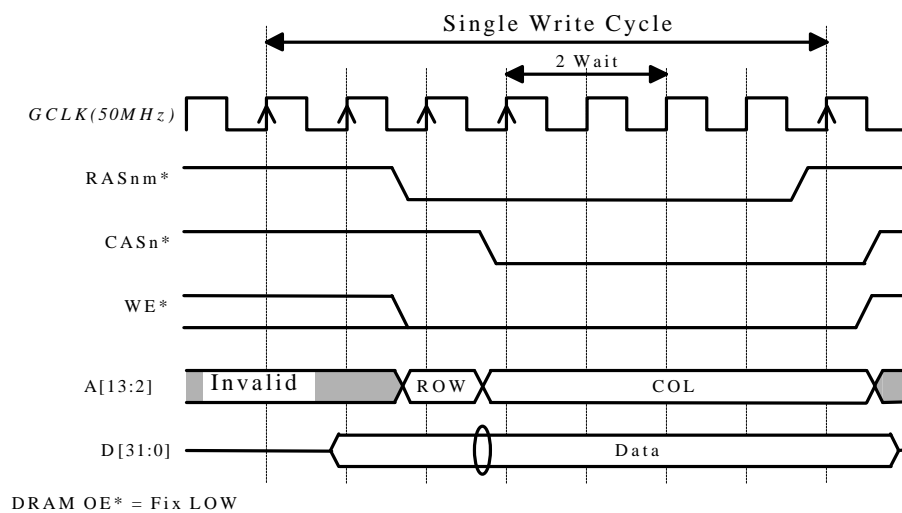 Single Write Cycle
2 Wait
GCLK(50MHz)
RASnm*
CASn*
WE*
A[13:2]
Invalid
ROW
COL
D[31:0]
Data
DRAM OE* = Fix LOW